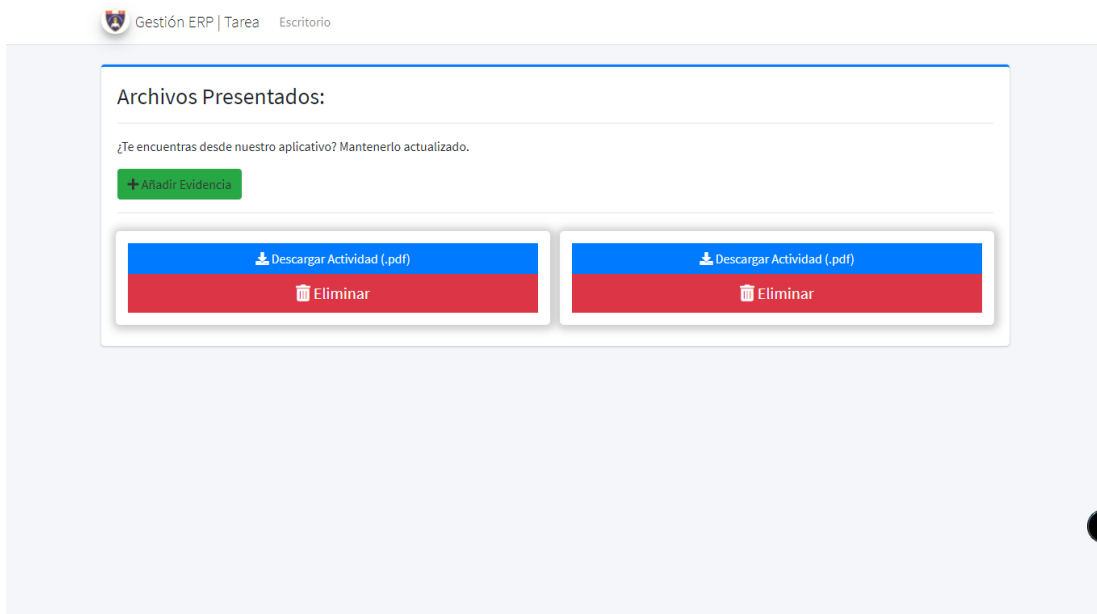 Gestión ERP | Tarea Escritorio
Archivos Presentados:
¿Te encuentras desde nuestro aplicativo? Mantenerlo actualizado.
Añadir Evidencia
Descargar Actividad (.pdf)
Eliminar
Descargar Actividad (.pdf)
Eliminar